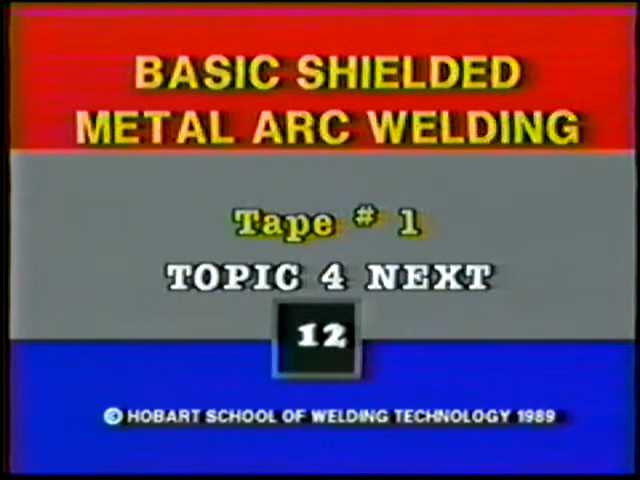 BASIC SHIELDED
METAL ARC WELDING
Tape # 1
TOPIC 4 NEXT
12
© HOBART SCHOOL OF WELDING TECHNOLOGY 1989